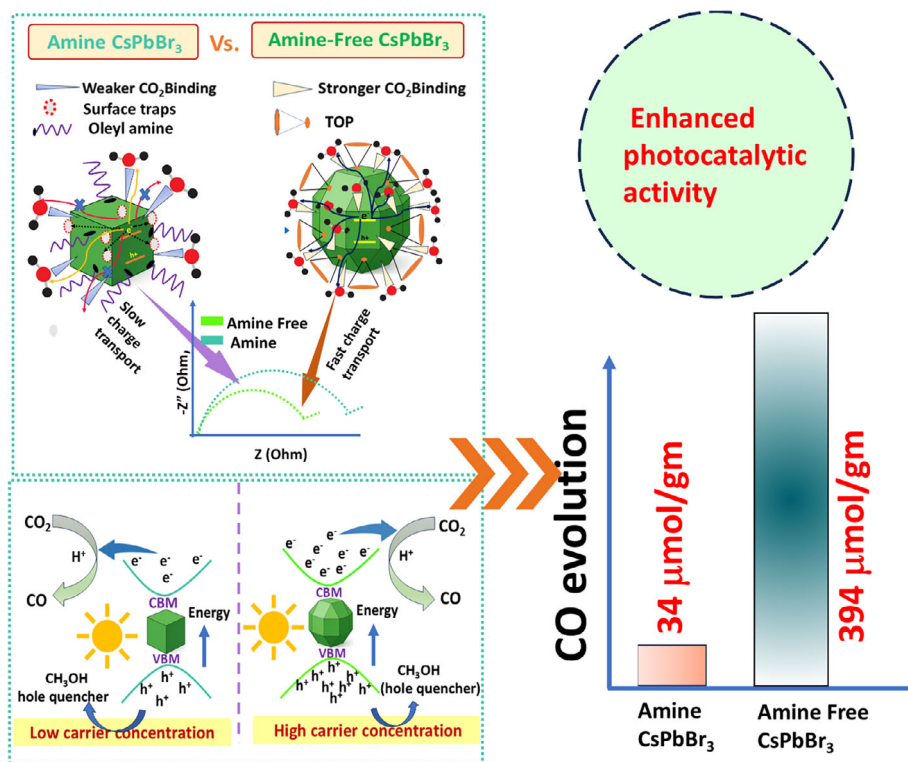 Amine CsPbBr₃ Vs. Amine-Free CsPbBr₃
Weaker CO₂Binding
Surface traps
Oleyl amine
Stronger CO₂Binding
TOP
e⁻
h+
e⁻
h+
Slow
charge
transport
Fast charge
transport
Amine Free
Amine
-Z″ (Ohm,
Z (Ohm)
CO₂
H⁺
CO
e⁻ e⁻ e⁻ e⁻
CBM
Energy
VBM
h⁺ h⁺ h⁺ h⁺ h⁺
CH₃OH
hole quencher
Low carrier concentration
CO₂
H⁺
CO
e⁻ e⁻ e⁻ e⁻ e⁻ e⁻ e⁻
CBM
Energy
VBM
h⁺ h⁺ h⁺ h⁺ h⁺ h⁺ h⁺ h⁺
CH₃OH
(hole quencher)
High carrier concentration
Enhanced
photocatalytic
activity
CO evolution
34 µmol/gm
394 µmol/gm
Amine
CsPbBr₃
Amine Free
CsPbBr₃